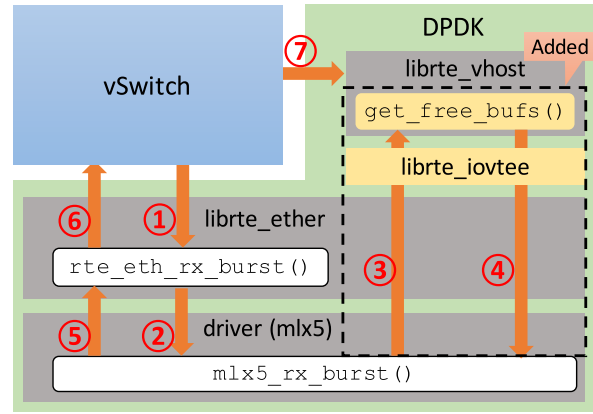 DPDK
⑦
Added
vSwitch
librte_vhost
get_free_bufs()
librte_iovtee
⑥
①
librte_ether
rte_eth_rx_burst()
③
④
⑤
②
driver (mlx5)
mlx5_rx_burst()